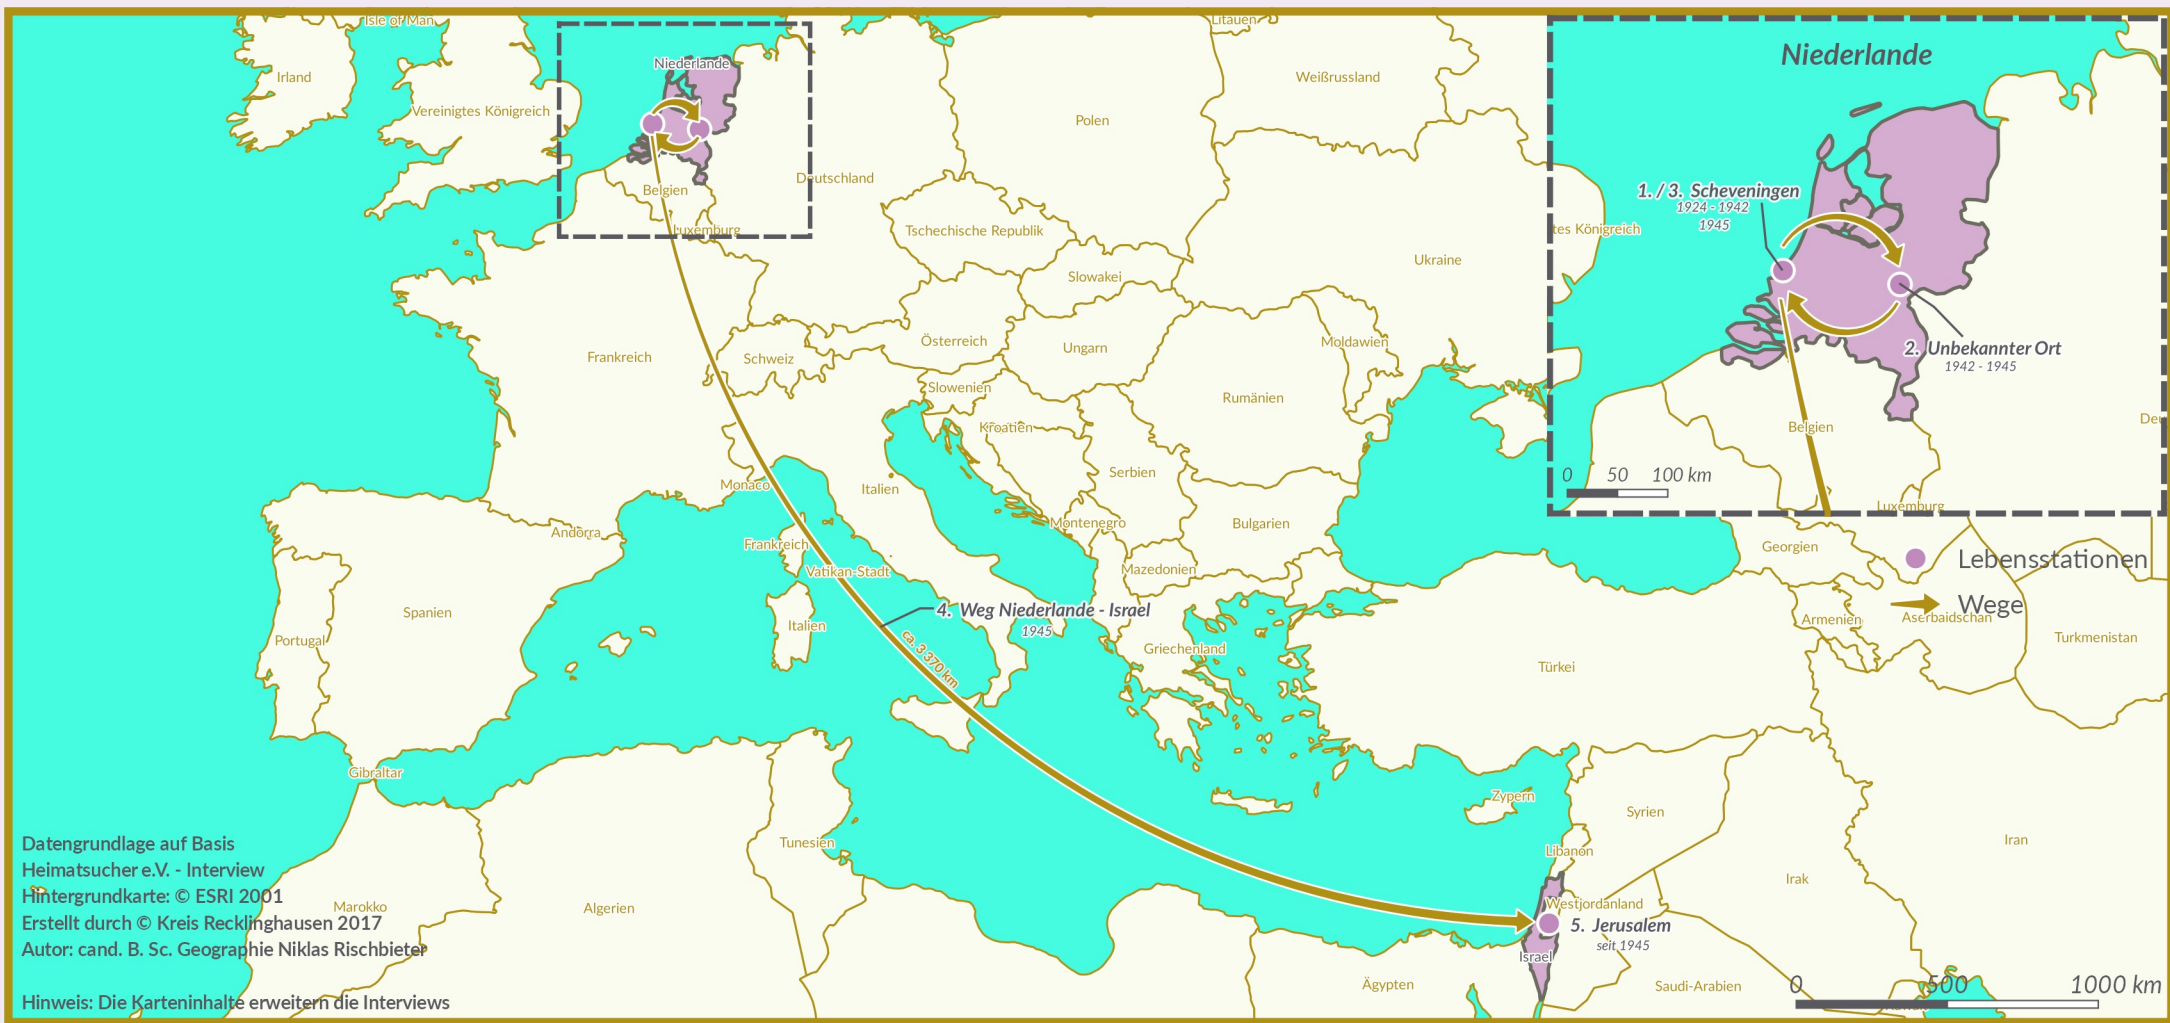 Isle of Man
Litauen
Niederlande
Irland
Niederlande
Weißrussland
Vereinigtes Königreich
Polen
Deutschland
Belgien
1. / 3. Scheveningen
1924 - 1942
1945
tes Königreich
Luxemburg
Tschechische Republik
Ukraine
Slowakei
Österreich
Ungarn
Moldawien
2. Unbekannter Ort
1942 - 1945
Frankreich
Schweiz
Slowenien
Rumänien
Kroatien
Belgien
Deu
Serbien
0 50 100 km
Monaco
Italien
Luxemburg
Montenegro
Bulgarien
Andorra
Frankreich
Georgien
Lebensstationen
Vatikan-Stadt
Mazedonien
Wege
Spanien
4. Weg Niederlande - Israel
1945
Italien
Armenien
Aserbaidschan
Portugal
ca. 3.370 km
Griechenland
Türkei
Turkmenistan
Gibraltar
Zypern
Syrien
Tunesien
Libanon
Iran
Irak
Datengrundlage auf Basis
Heimatsucher e.V. - Interview
Hintergrundkarte: © ESRI 2001
Erstellt durch © Kreis Recklinghausen 2017
Autor: cand. B. Sc. Geographie Niklas Rischbieter
Marokko
Algerien
Westjordanland
5. Jerusalem
seit 1945
Israel
Ägypten
Saudi-Arabien
0 500 1000 km
Hinweis: Die Karteninhalte erweitern die Interviews